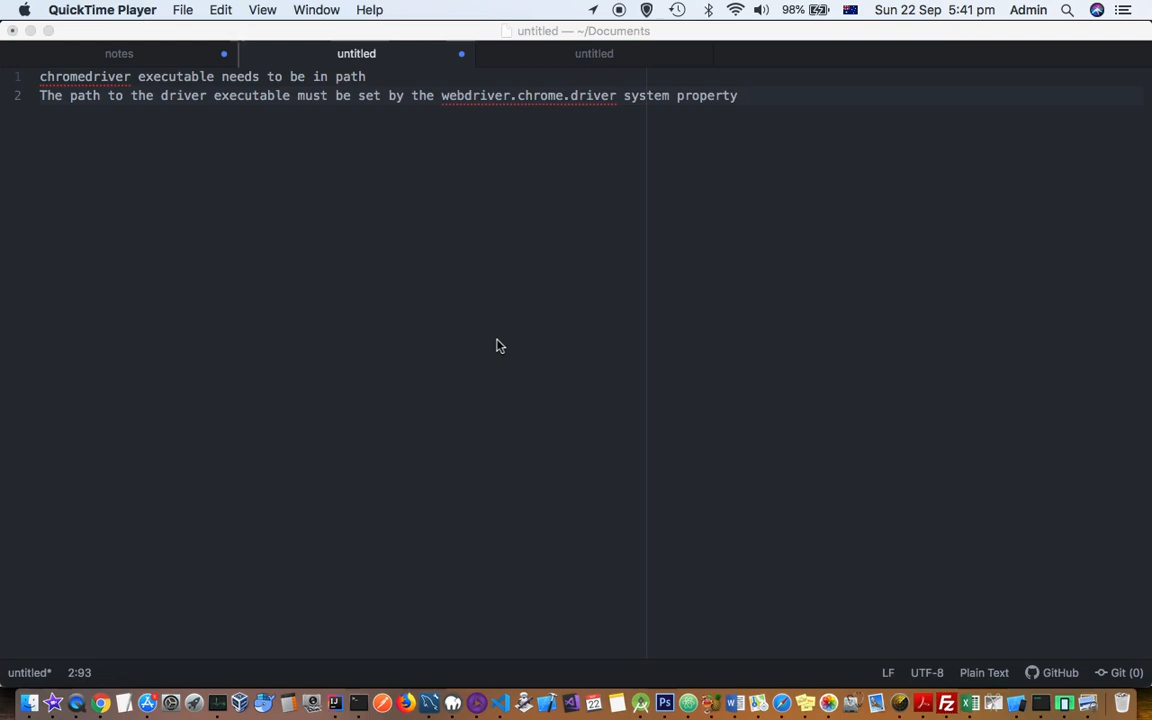 QuickTime Player File Edit View Window Help 98% Sun 22 Sep 5:41 pm Admin
untitled — ~/Documents
notes untitled untitled
1 chromedriver executable needs to be in path
2 The path to the driver executable must be set by the webdriver.chrome.driver system property
untitled* 2:93 LF UTF-8 Plain Text GitHub Git (0)
22